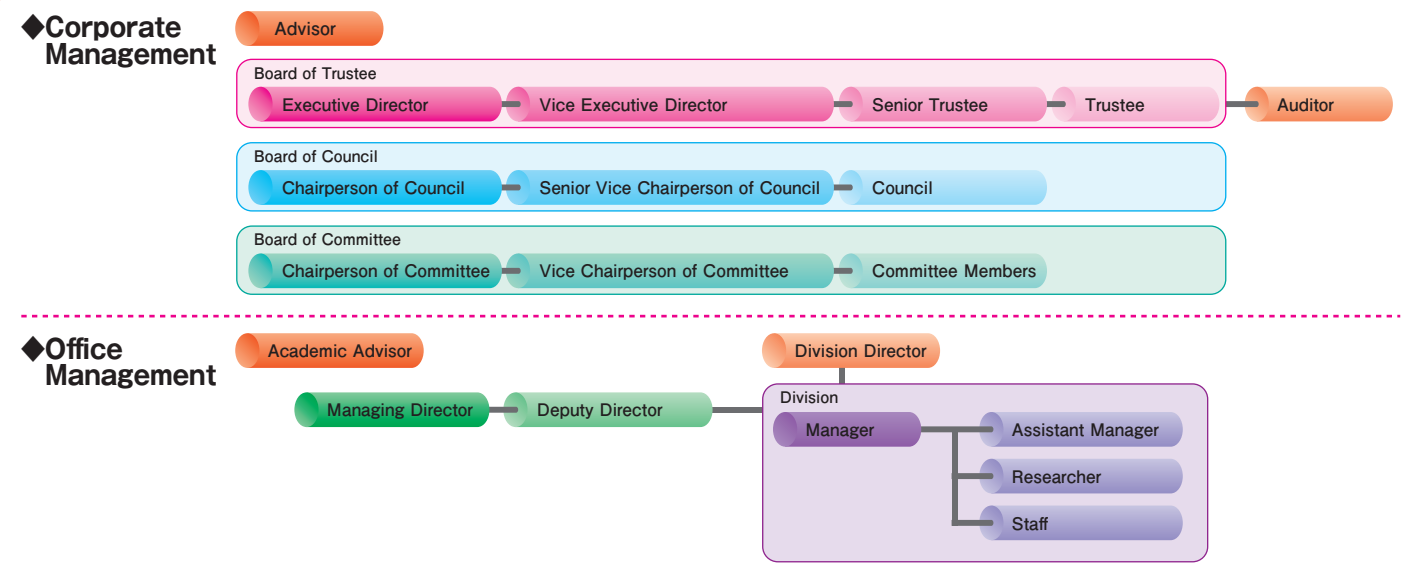 ◆Corporate
Management
Advisor
Board of Trustee
Executive Director
Vice Executive Director
Senior Trustee
Trustee
Auditor
Board of Council
Chairperson of Council
Senior Vice Chairperson of Council
Council
Board of Committee
Chairperson of Committee
Vice Chairperson of Committee
Committee Members
◆Office
Management
Academic Advisor
Division Director
Managing Director
Deputy Director
Division
Manager
Assistant Manager
Researcher
Staff